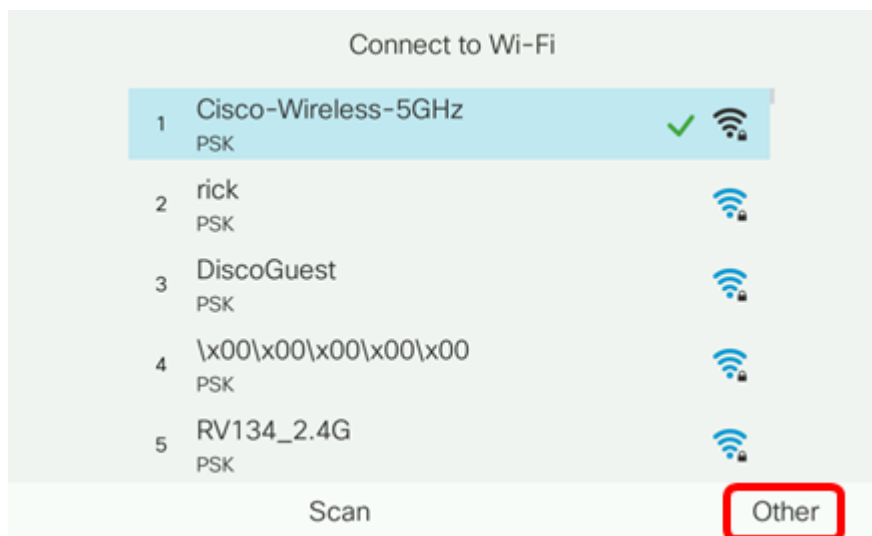 Connect to Wi-Fi
1 Cisco-Wireless-5GHz
PSK
2 rick
PSK
3 DiscoGuest
PSK
4 \x00\x00\x00\x00\x00
PSK
5 RV134_2.4G
PSK
Scan Other